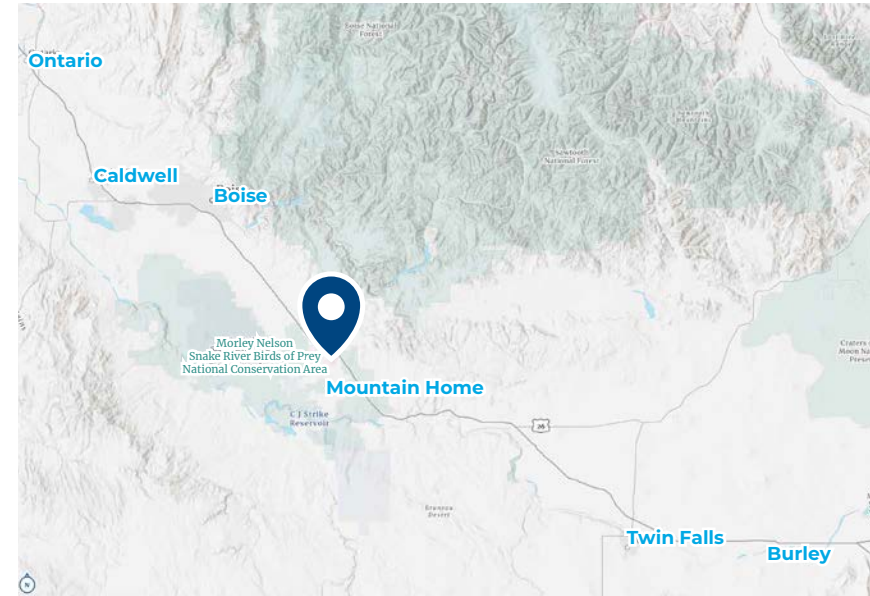 Boise National
Forest
Ontario
Sawtooth
National Forest
Caldwell
Boise
Morley Nelson
Snake River Birds of Prey
National Conservation Area
Craters
Moon Na
Prese
Mountain Home
C J Strike
Reservoir
26
Bruneau
Desert
Twin Falls
Burley
N